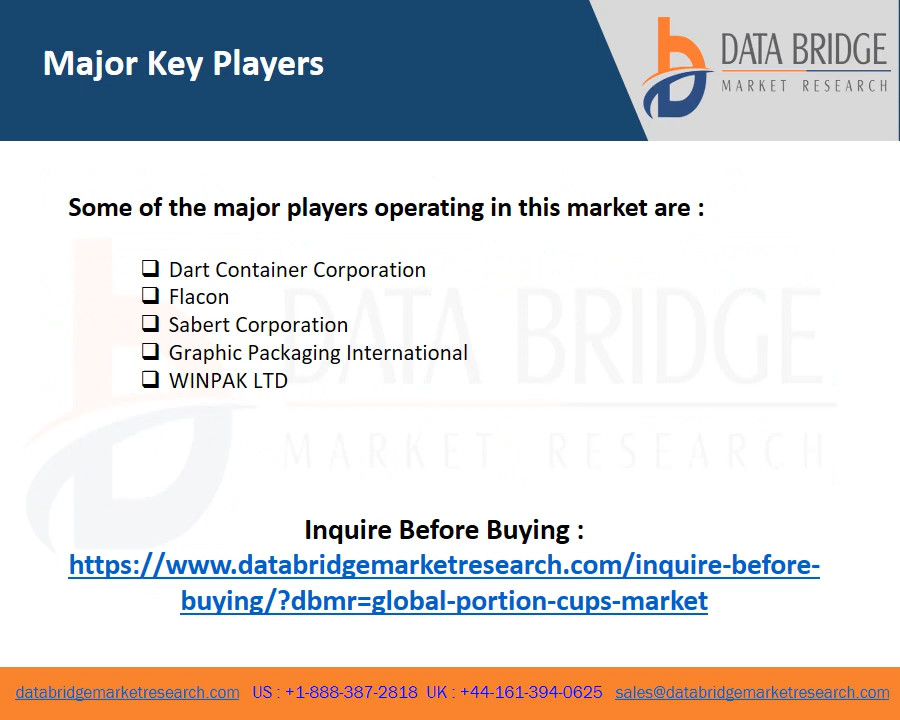 Major Key Players
DATA BRIDGE
MARKET RESEARCH
Some of the major players operating in this market are :
❑ Dart Container Corporation
❑ Flacon
❑ Sabert Corporation
❑ Graphic Packaging International
❑ WINPAK LTD
DATA BRIDGE
MARKET RESEARCH
Inquire Before Buying :
https://www.databridgemarketresearch.com/inquire-before-
buying/?dbmr=global-portion-cups-market
databridgemarketresearch.com US : +1-888-387-2818 UK : +44-161-394-0625 sales@databridgemarketresearch.com